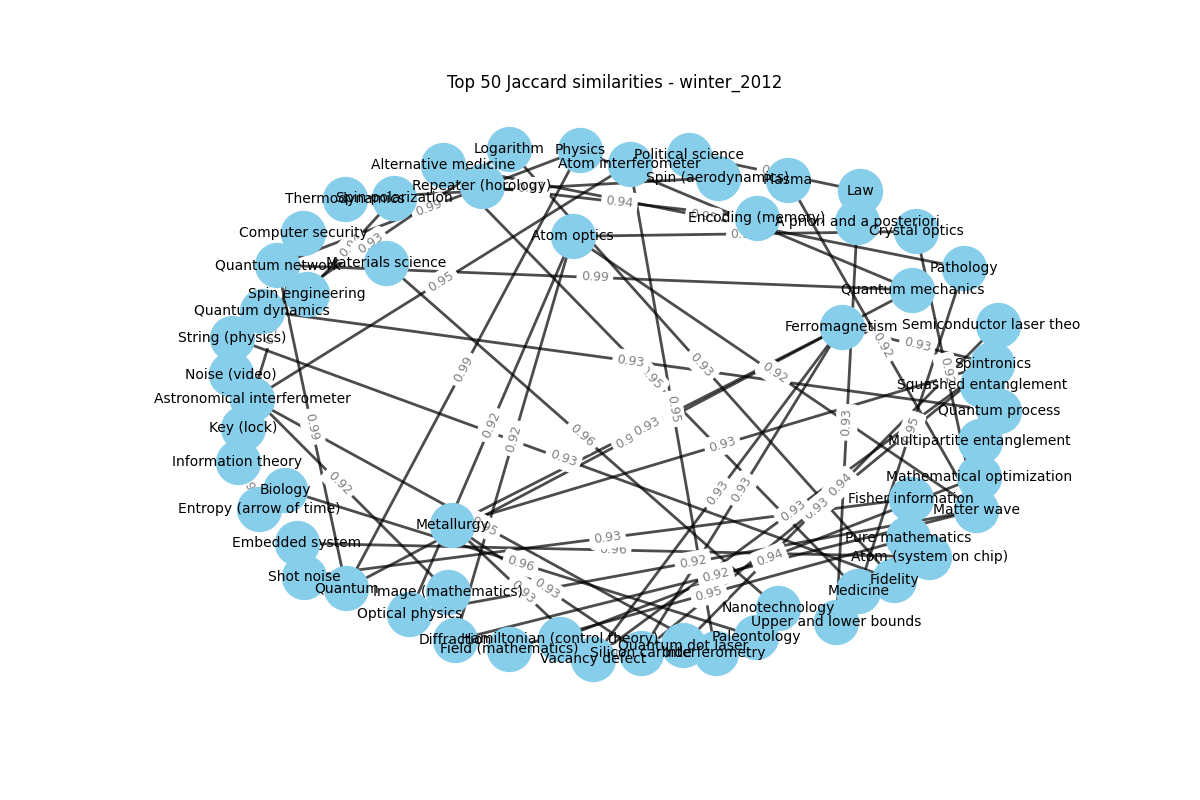 Top 50 Jaccard similarities - winter_2012
Logarithm
Physics
Alternative medicine
Atom interferometer
Political science
Repeater (horology)
Spin (aerodynamics)
Plasma
Law
Thermodynamics
Spin polarization
Encoding (memory)
A priori and a posteriori
Computer security
Atom optics
Crystal optics
Quantum network
Materials science
Pathology
Spin engineering
Quantum mechanics
Quantum dynamics
Ferromagnetism
Semiconductor laser theo
String (physics)
Spintronics
Noise (video)
Squashed entanglement
Astronomical interferometer
Quantum process
Key (lock)
Multipartite entanglement
Information theory
Mathematical optimization
Biology
Fisher information
Entropy (arrow of time)
Matter wave
Metallurgy
Embedded system
Pure mathematics
Atom (system on chip)
Shot noise
Quantum
Fidelity
Image (mathematics)
Medicine
Optical physics
Nanotechnology
Upper and lower bounds
Diffraction
Hamiltonian (control theory)
Paleontology
Field (mathematics)
Quantum dot laser
Vacancy defect
Silicon carbide
Interferometry
0.99
0.94
0.93
0.95
0.99
0.99
0.93
0.92
0.93
0.93
0.92
0.92
0.95
0.99
0.92
0.92
0.96
0.93
0.93
0.93
0.93
0.95
0.92
0.93
0.94
0.93
0.93
0.93
0.93
0.93
0.96
0.96
0.93
0.93
0.92
0.92
0.94
0.95